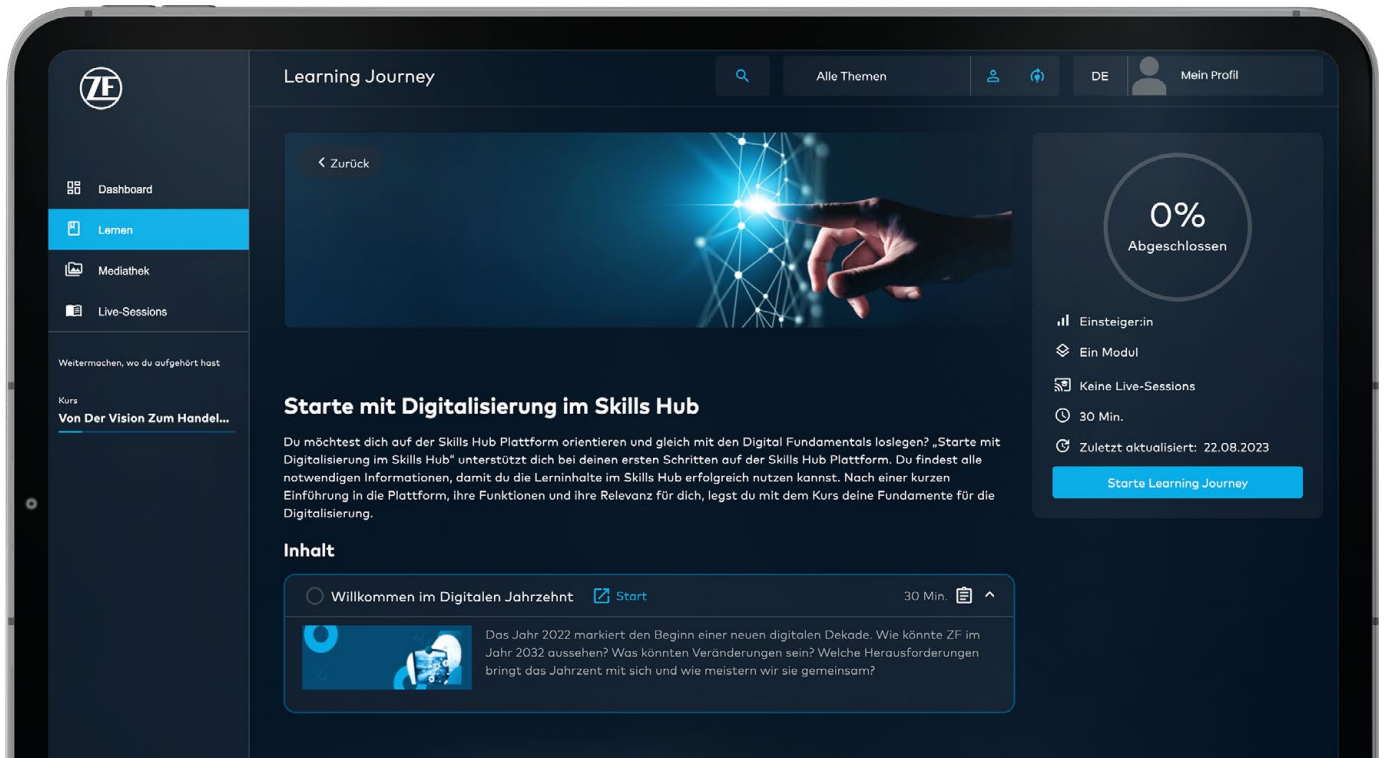 ZF
Learning Journey
Alle Themen
DE
Mein Profil
Dashboard
Lernen
Mediathek
Live-Sessions
Weitermachen, wo du aufgehört hast
Kurs
Von Der Vision Zum Handel...
Zurück
0%
Abgeschlossen
Einsteiger:in
Ein Modul
Keine Live-Sessions
30 Min.
Zuletzt aktualisiert: 22.08.2023
Starte Learning Journey
Starte mit Digitalisierung im Skills Hub
Du möchtest dich auf der Skills Hub Plattform orientieren und gleich mit den Digital Fundamentals loslegen? „Starte mit
Digitalisierung im Skills Hub“ unterstützt dich bei deinen ersten Schritten auf der Skills Hub Plattform. Du findest alle
notwendigen Informationen, damit du die Lerninhalte im Skills Hub erfolgreich nutzen kannst. Nach einer kurzen
Einführung in die Plattform, ihre Funktionen und ihre Relevanz für dich, legst du mit dem Kurs deine Fundamente für die
Digitalisierung.
Inhalt
Willkommen im Digitalen Jahrzehnt
Start
30 Min.
Das Jahr 2022 markiert den Beginn einer neuen digitalen Dekade. Wie könnte ZF im
Jahr 2032 aussehen? Was könnten Veränderungen sein? Welche Herausforderungen
bringt das Jahrzent mit sich und wie meistern wir sie gemeinsam?